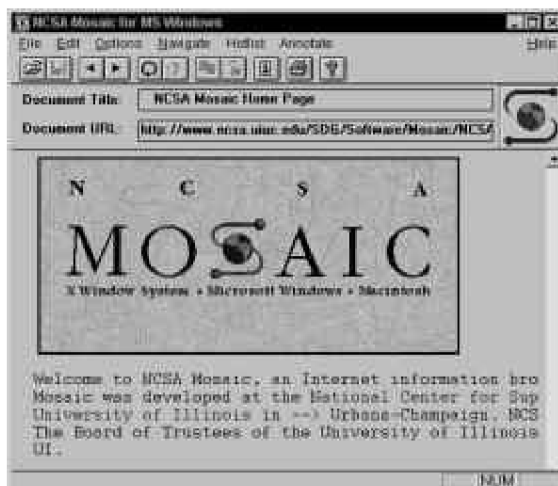 NCSA Mosaic for MS Windows
File Edit Options Navigate Hotlist Annotate Help
Document Title: NCSA Mosaic Home Page
Document URL: http://www.ncsa.uiuc.edu/SDG/Software/Mosaic/NCSA
N C S A
MOSAIC
X Window System • Microsoft Windows • Macintosh
Welcome to NCSA Mosaic, an Internet information bro
Mosaic was developed at the National Center for Sup
University of Illinois in --> Urbana-Champaign. NCS
The Board of Trustees of the University of Illinois
UI.
NUM